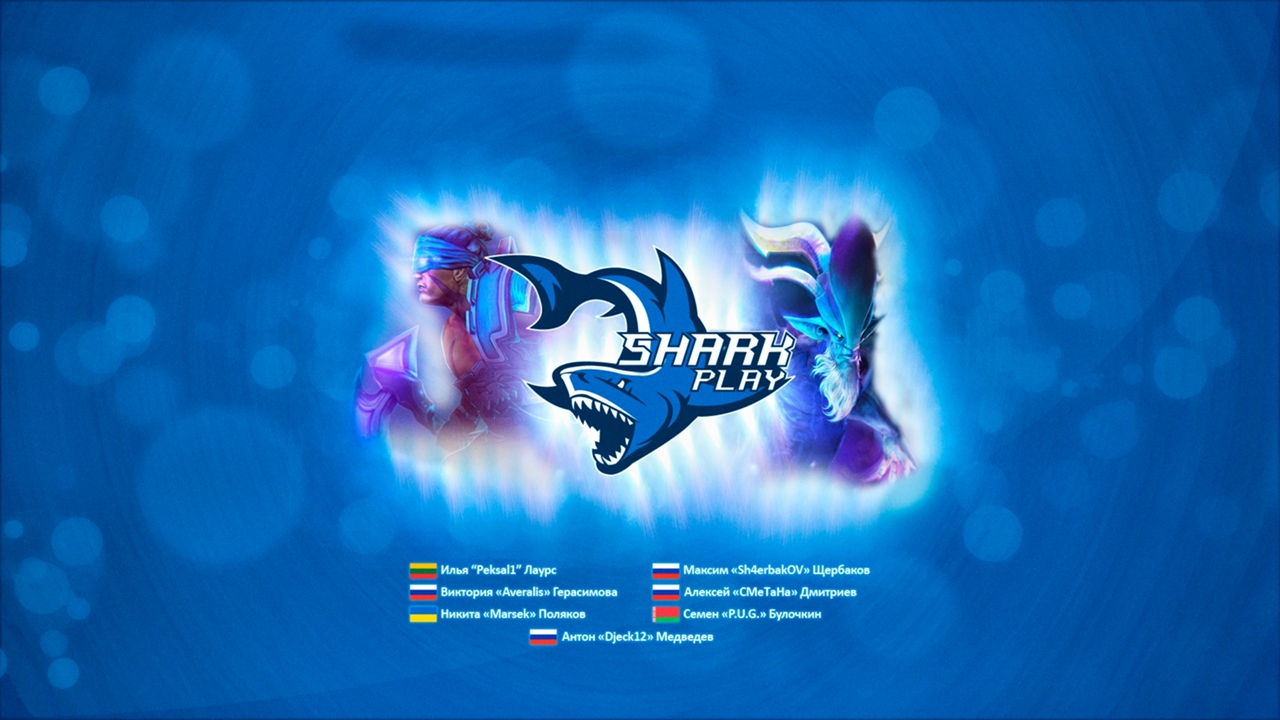 SHARK
PLAY
Илья “Peksal1” Лаурс
Максим «Sh4erbakOV» Щербаков
Виктория «Averalis» Герасимова
Алексей «CMeTaHa» Дмитриев
Никита «Marsek» Поляков
Семен «P.U.G.» Булочкин
Антон «Djeck12» Медведев